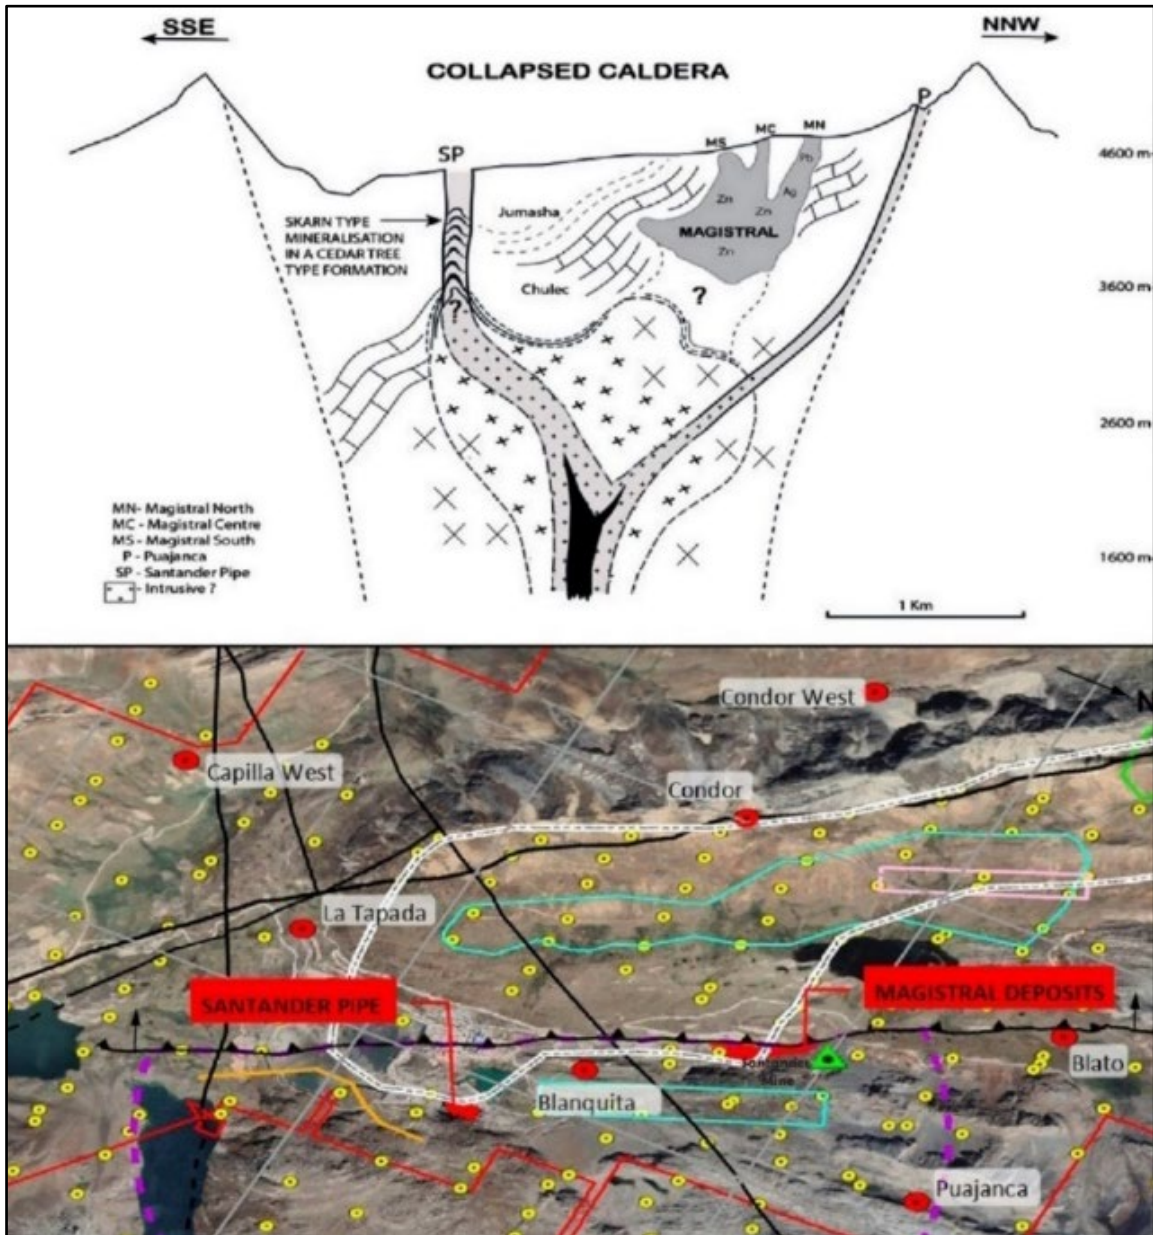 SSE
NNW
COLLAPSED CALDERA
P
MN
MC
MS
SP
4600 m
Pb
Ag
Zn
Zn
Jumasha
SKARN TYPE
MINERALISATION
IN A CEDAR TREE
TYPE FORMATION
MAGISTRAL
Zn
Chulec
?
3600 m
?
2600 m
MN- Magistral North
MC - Magistral Centre
MS - Magistral South
P - Puajanca
SP - Santander Pipe
- Intrusive ?
1600 m
1 Km
Condor West
N
Capilla West
Condor
La Tapada
SANTANDER PIPE
MAGISTRAL DEPOSITS
Blato
Blanquita
Puajanca